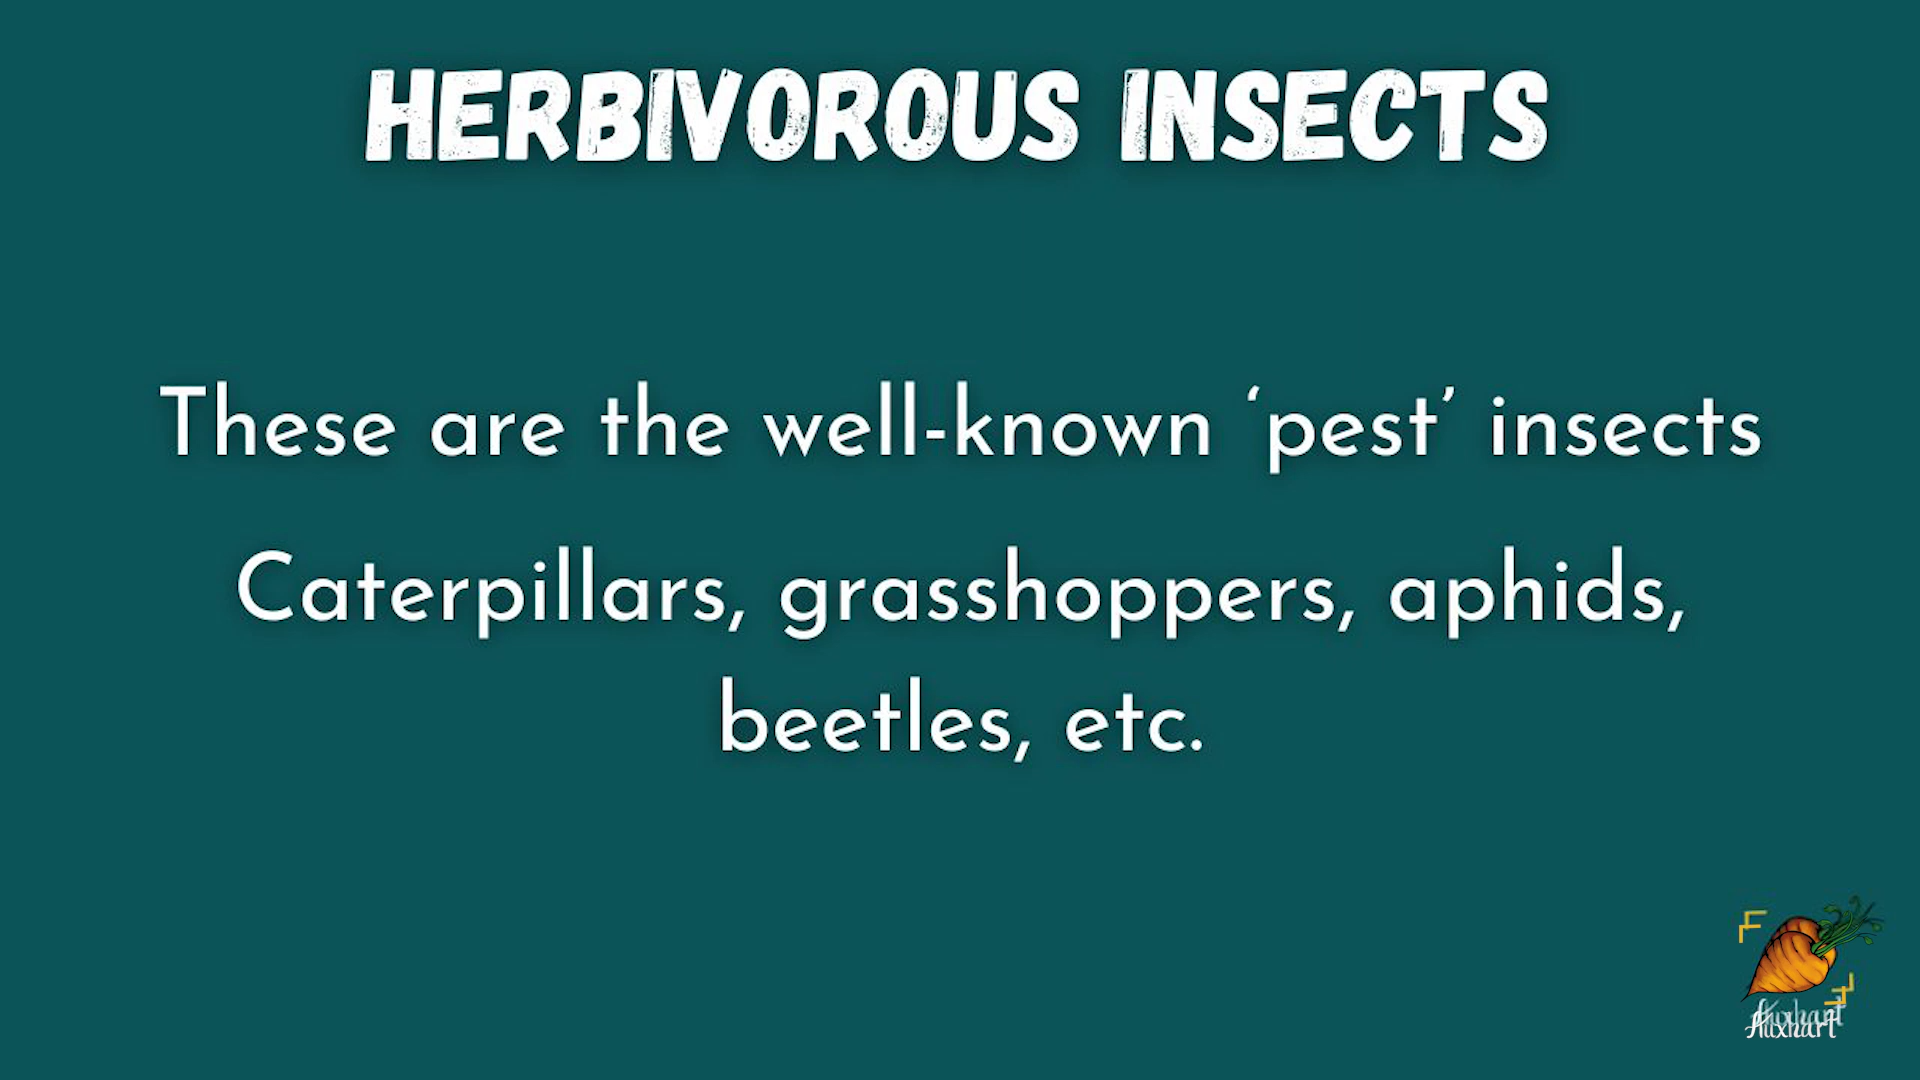 HERBIVOROUS INSECTS
These are the well-known ‘pest’ insects
Caterpillars, grasshoppers, aphids,
beetles, etc.